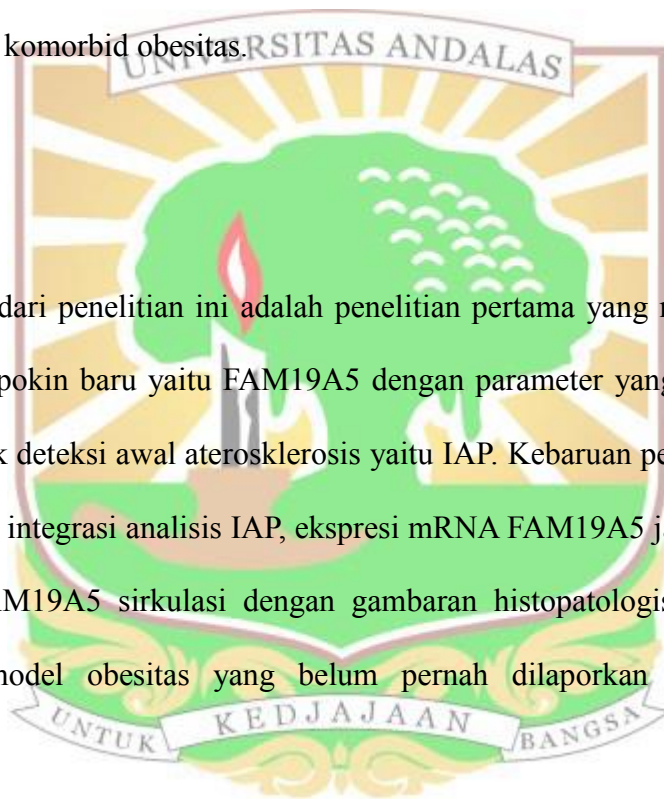 komorbid obesitas.
UNIVERSITAS ANDALAS
dari penelitian ini adalah penelitian pertama yang
pokin baru yaitu FAM19A5 dengan parameter yang
deteksi awal aterosklerosis yaitu IAP. Kebaruan
integrasi analisis IAP, ekspresi mRNA FAM19A5
M19A5 sirkulasi dengan gambaran histopatologis
model obesitas yang belum pernah dilaporkan
UNTUK KEDJAJAAN BANGSA